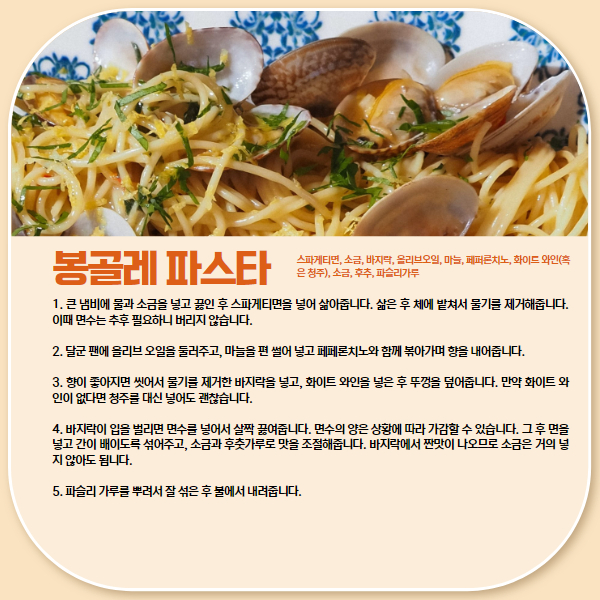 봉골레 파스타
스파게티면, 소금, 바지락, 올리브오일, 마늘, 페퍼론치노, 화이트 와인(혹
은 청주), 소금, 후추, 파슬리가루
1. 큰 냄비에 물과 소금을 넣고 끓인 후 스파게티면을 넣어 삶아줍니다. 삶은 후 체에 밭쳐서 물기를 제거해줍니다.
이때 면수는 추후 필요하니 버리지 않습니다.
2. 달군 팬에 올리브 오일을 둘러주고, 마늘을 편 썰어 넣고 페페론치노와 함께 볶아가며 향을 내어줍니다.
3. 향이 좋아지면 씻어서 물기를 제거한 바지락을 넣고, 화이트 와인을 넣은 후 뚜껑을 덮어줍니다. 만약 화이트 와
인이 없다면 청주를 대신 넣어도 괜찮습니다.
4. 바지락이 입을 벌리면 면수를 넣어서 살짝 끓여줍니다. 면수의 양은 상황에 따라 가감할 수 있습니다. 그 후 면을
넣고 간이 배이도록 섞어주고, 소금과 후춧가루로 맛을 조절해줍니다. 바지락에서 짠맛이 나오므로 소금은 거의 넣
지 않아도 됩니다.
5. 파슬리 가루를 뿌려서 잘 섞은 후 불에서 내려줍니다.